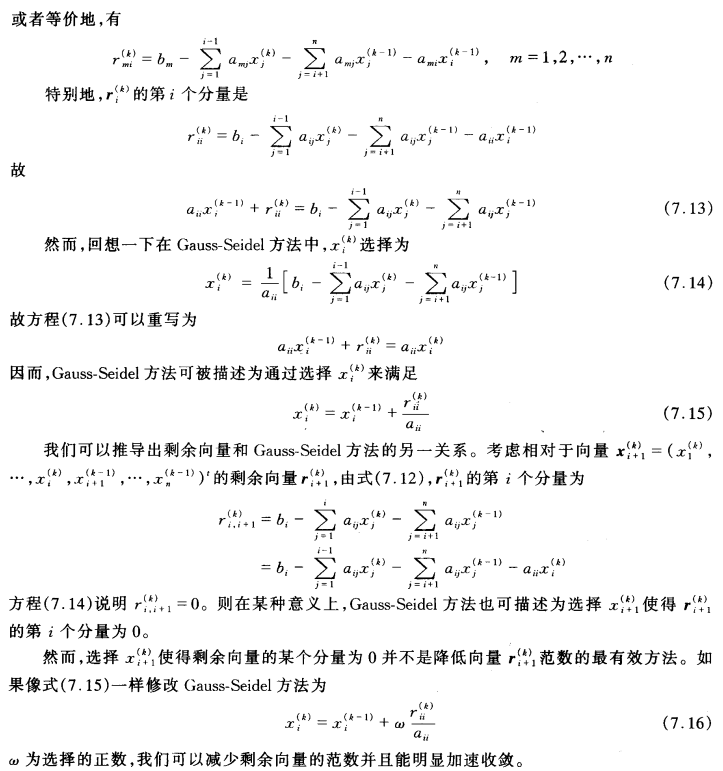 或者等价地,有
$r_{mi}^{(k)} = b_m - \sum_{j=1}^{i-1} a_{mj}x_j^{(k)} - \sum_{j=i+1}^{n} a_{mj}x_j^{(k-1)} - a_{mi}x_i^{(k-1)}, \quad m=1,2,\cdots,n$
特别地,$\boldsymbol{r}_i^{(k)}$的第 i 个分量是
$r_{ii}^{(k)} = b_i - \sum_{j=1}^{i-1} a_{ij}x_j^{(k)} - \sum_{j=i+1}^{n} a_{ij}x_j^{(k-1)} - a_{ii}x_i^{(k-1)}$
故
$a_{ii}x_i^{(k-1)} + r_{ii}^{(k)} = b_i - \sum_{j=1}^{i-1} a_{ij}x_j^{(k)} - \sum_{j=i+1}^{n} a_{ij}x_j^{(k-1)}$ (7.13)
然而,回想一下在 Gauss-Seidel 方法中,$x_i^{(k)}$选择为
$x_i^{(k)} = \frac{1}{a_{ii}}\left[ b_i - \sum_{j=1}^{i-1} a_{ij}x_j^{(k)} - \sum_{j=i+1}^{n} a_{ij}x_j^{(k-1)} \right]$ (7.14)
故方程(7.13)可以重写为
$a_{ii}x_i^{(k-1)} + r_{ii}^{(k)} = a_{ii}x_i^{(k)}$
因而,Gauss-Seidel 方法可被描述为通过选择 $x_i^{(k)}$来满足
$x_i^{(k)} = x_i^{(k-1)} + \frac{r_{ii}^{(k)}}{a_{ii}}$ (7.15)
我们可以推导出剩余向量和 Gauss-Seidel 方法的另一关系。考虑相对于向量 $\boldsymbol{x}_{i+1}^{(k)} = (x_1^{(k)},$
$\cdots, x_i^{(k)}, x_{i+1}^{(k-1)}, \cdots, x_n^{(k-1)})^t$的剩余向量$\boldsymbol{r}_{i+1}^{(k)}$,由式(7.12),$\boldsymbol{r}_{i+1}^{(k)}$的第 i 个分量为
$r_{i,i+1}^{(k)} = b_i - \sum_{j=1}^{i} a_{ij}x_j^{(k)} - \sum_{j=i+1}^{n} a_{ij}x_j^{(k-1)}$
$= b_i - \sum_{j=1}^{i-1} a_{ij}x_j^{(k)} - \sum_{j=i+1}^{n} a_{ij}x_j^{(k-1)} - a_{ii}x_i^{(k)}$
方程(7.14)说明 $r_{i,i+1}^{(k)} = 0$。则在某种意义上,Gauss-Seidel 方法也可描述为选择 $x_{i+1}^{(k)}$使得 $\boldsymbol{r}_{i+1}^{(k)}$
的第 i 个分量为 0。
然而,选择 $x_{i+1}^{(k)}$使得剩余向量的某个分量为 0 并不是降低向量 $\boldsymbol{r}_{i+1}^{(k)}$范数的最有效方法。如
果像式(7.15)一样修改 Gauss-Seidel 方法为
$x_i^{(k)} = x_i^{(k-1)} + \omega \frac{r_{ii}^{(k)}}{a_{ii}}$ (7.16)
ω 为选择的正数,我们可以减少剩余向量的范数并且能明显加速收敛。